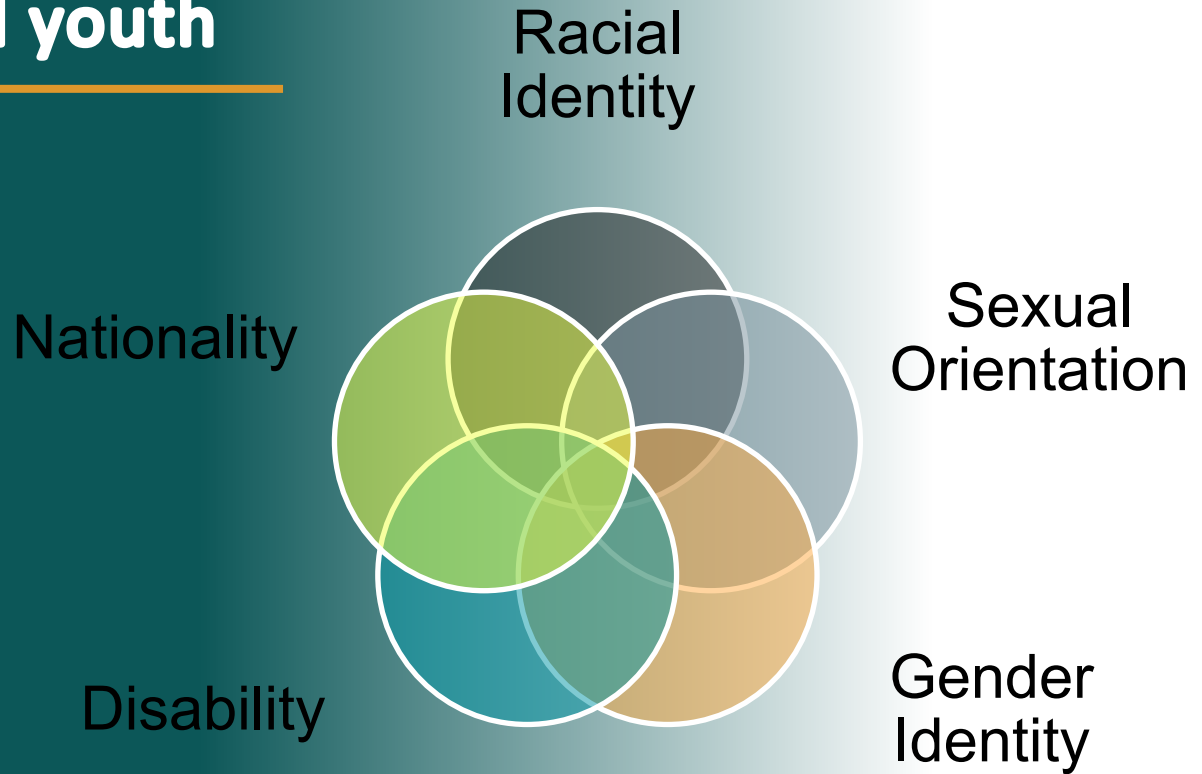 youth
Racial
Identity
Sexual
Orientation
Nationality
Gender
Identity
Disability